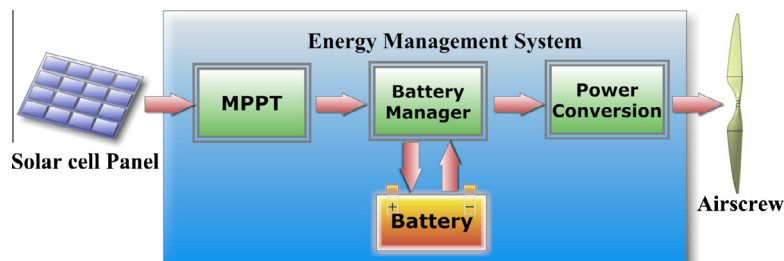 Energy Management System
MPPT
Battery
Manager
Power
Conversion
Solar cell Panel
+
−
Battery
Airscrew